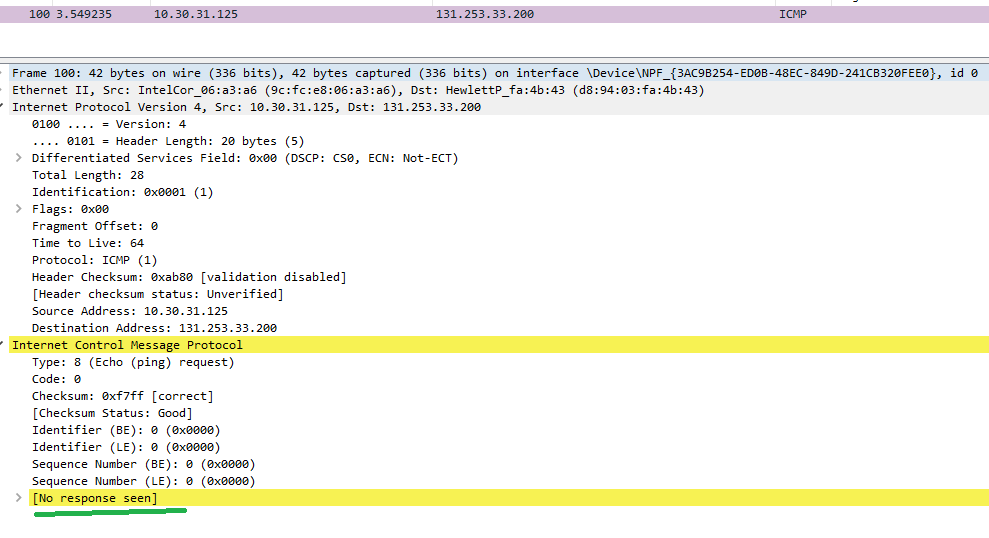 100 3.549235 10.30.31.125 131.253.33.200 ICMP
Frame 100: 42 bytes on wire (336 bits), 42 bytes captured (336 bits) on interface \Device\NPF_{3AC9B254-ED0B-48EC-849D-241CB320FEE0}, id 0
Ethernet II, Src: IntelCor_06:a3:a6 (9c:fc:e8:06:a3:a6), Dst: HewlettP_fa:4b:43 (d8:94:03:fa:4b:43)
Internet Protocol Version 4, Src: 10.30.31.125, Dst: 131.253.33.200
0100 .... = Version: 4
.... 0101 = Header Length: 20 bytes (5)
Differentiated Services Field: 0x00 (DSCP: CS0, ECN: Not-ECT)
Total Length: 28
Identification: 0x0001 (1)
Flags: 0x00
Fragment Offset: 0
Time to Live: 64
Protocol: ICMP (1)
Header Checksum: 0xab80 [validation disabled]
[Header checksum status: Unverified]
Source Address: 10.30.31.125
Destination Address: 131.253.33.200
Internet Control Message Protocol
Type: 8 (Echo (ping) request)
Code: 0
Checksum: 0xf7ff [correct]
[Checksum Status: Good]
Identifier (BE): 0 (0x0000)
Identifier (LE): 0 (0x0000)
Sequence Number (BE): 0 (0x0000)
Sequence Number (LE): 0 (0x0000)
[No response seen]